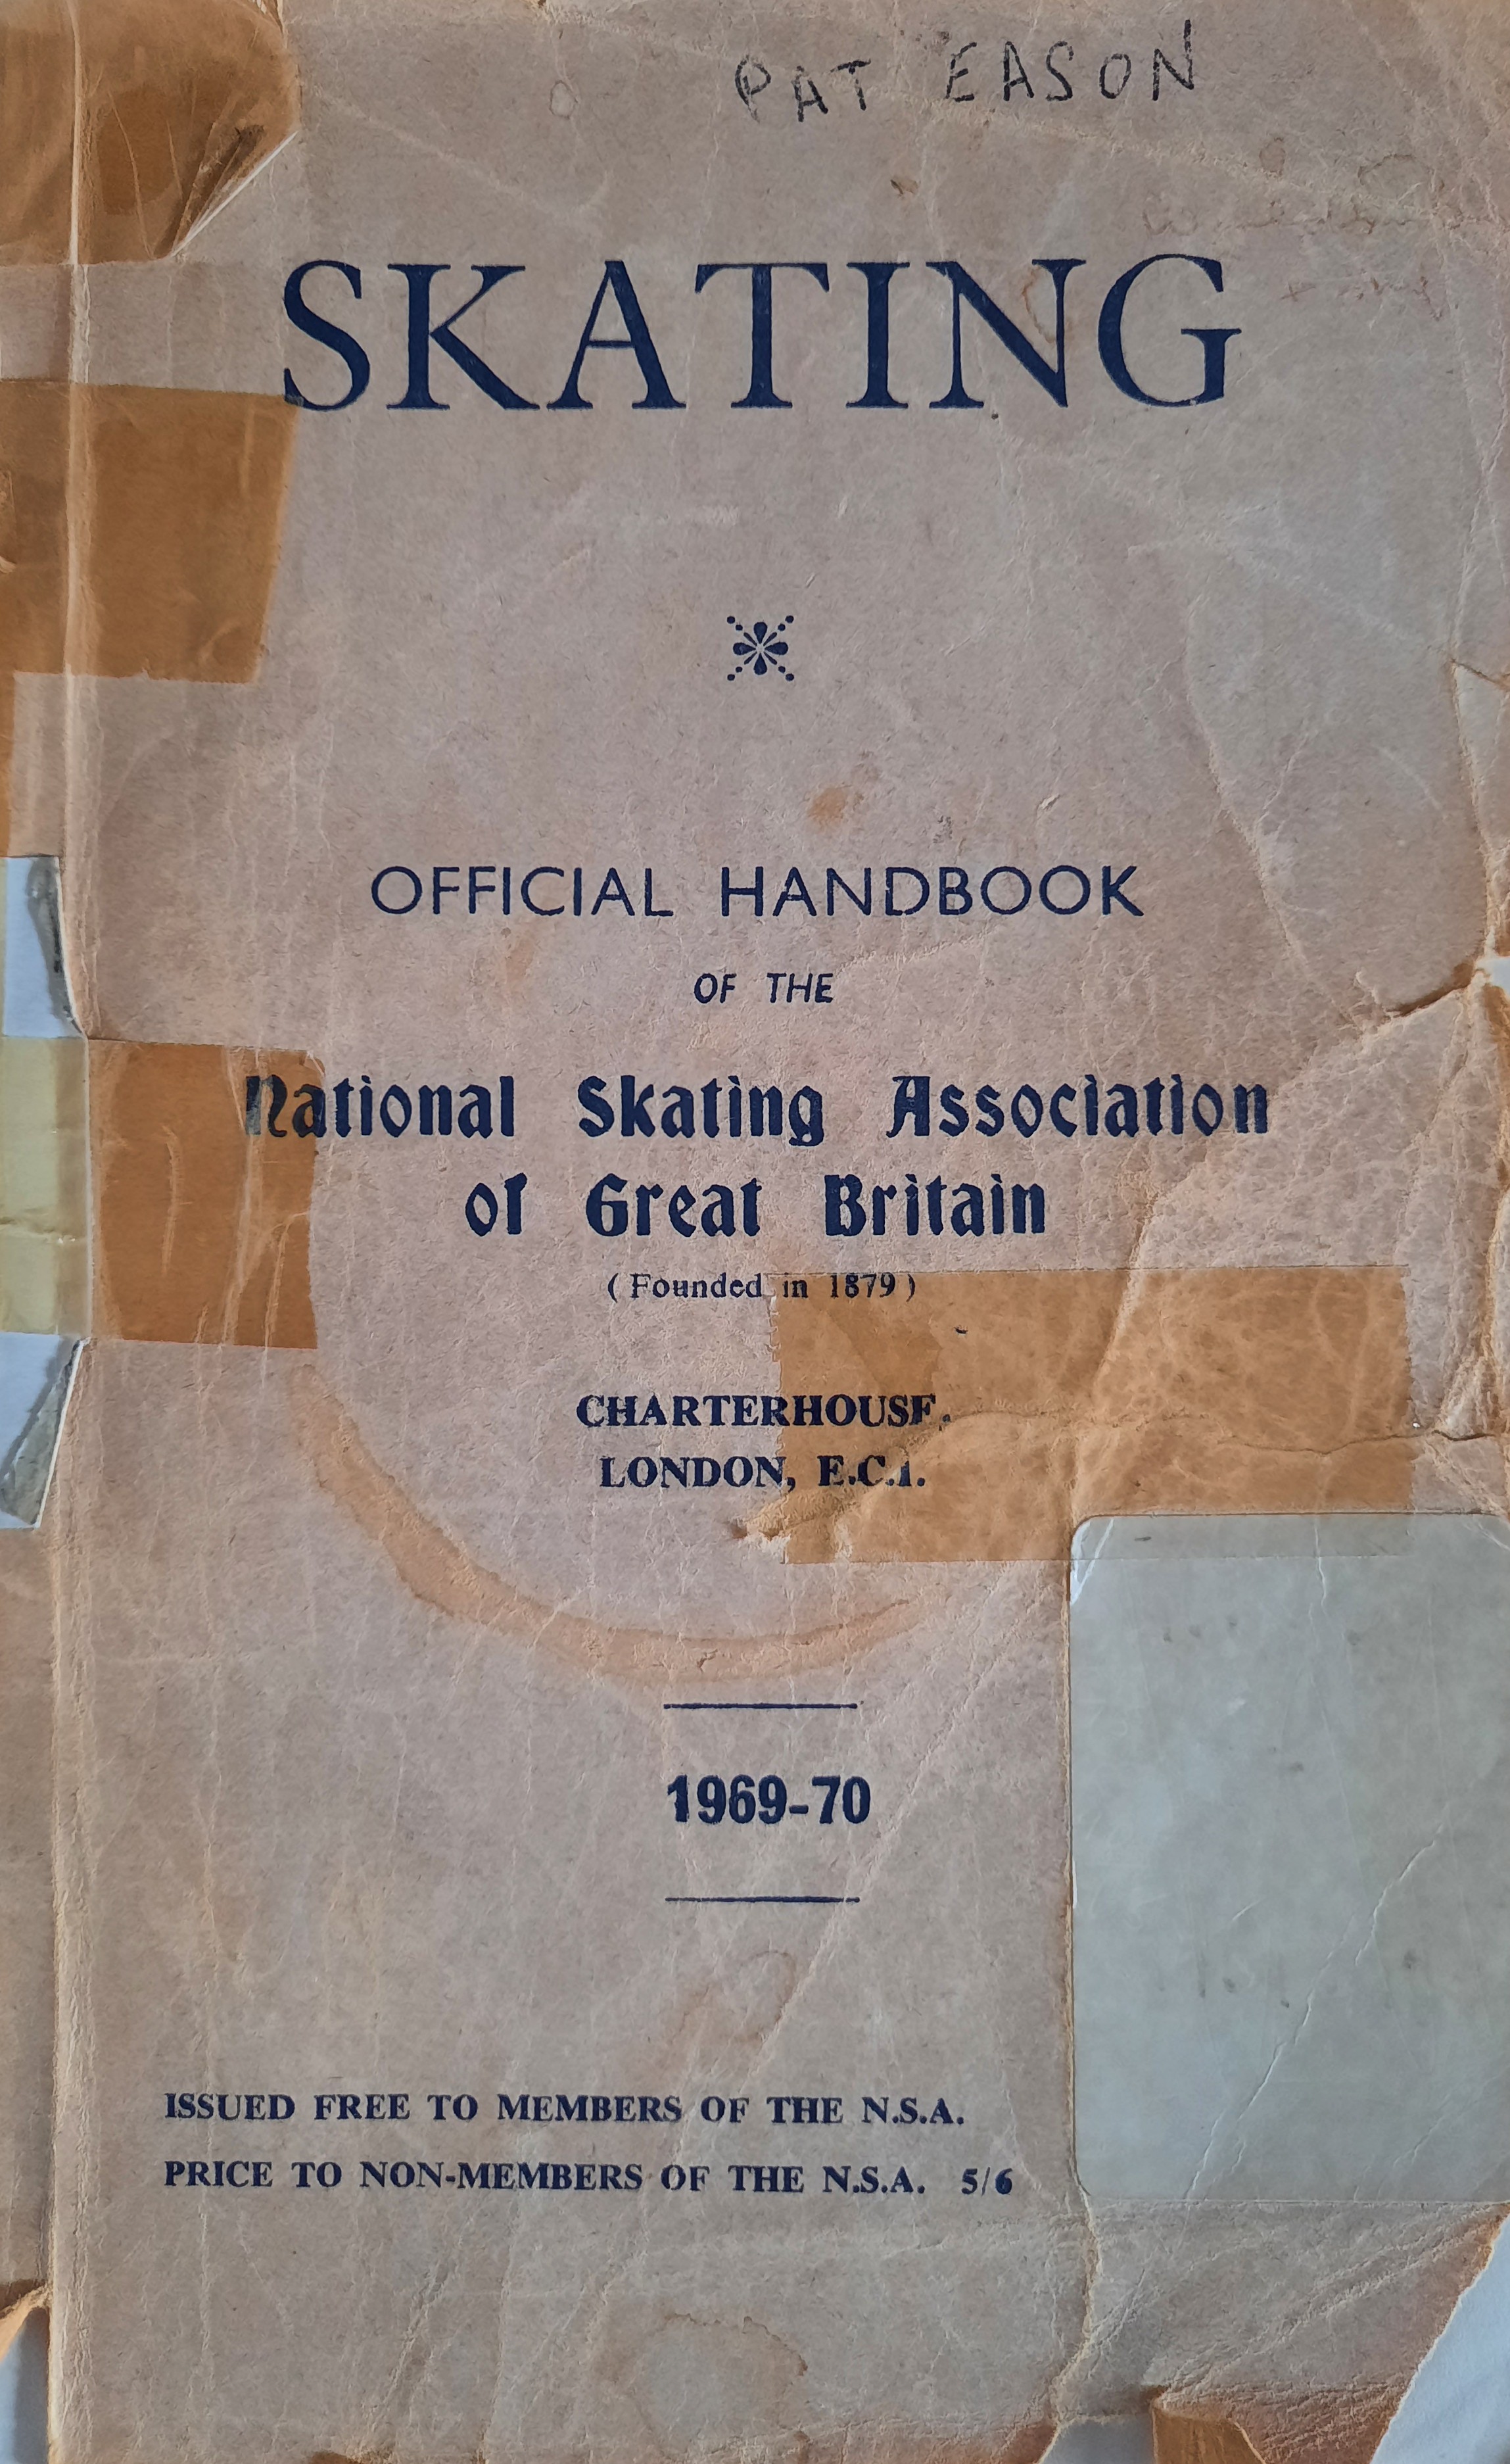 PAT EASON
SKATING
OFFICIAL HANDBOOK
OF THE
National Skating Association
of Great Britain
(Founded in 1879)
CHARTERHOUSE,
LONDON, E.C.1.
1969-70
ISSUED FREE TO MEMBERS OF THE N.S.A.
PRICE TO NON-MEMBERS OF THE N.S.A. 5/6